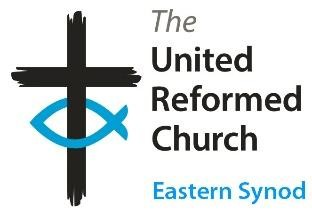 The
United
Reformed
Church
Eastern Synod